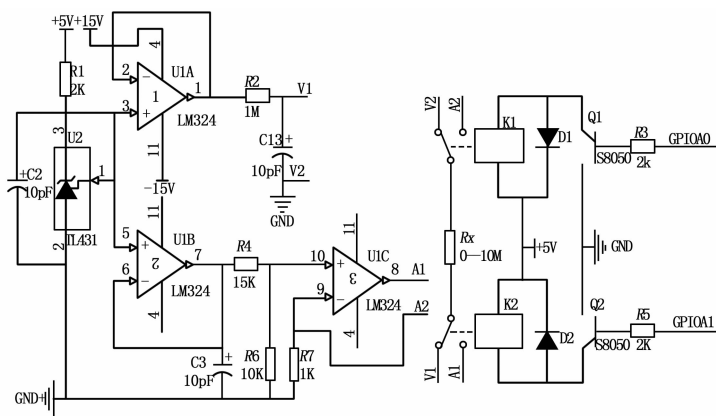 +5V +15V
4
U1A
R1
2K
2
−
1
3
+
1
LM324
R2
1M
V1
11
−15V
C13
+
10pF
V2
GND
3
U2
1
+
C2
10pF
2
TL431
11
U1B
5
+
2
7
6
−
LM324
4
R4
15K
11
U1C
10
+
3
8
A1
9
−
LM324
A2
4
C3
+
10pF
R6
10K
R7
1K
GND
V2
A2
K1
D1
Q1
S8050
R3
2k
GPIOA0
Rx
0—10M
+5V
GND
K2
D2
Q2
S8050
R5
2K
GPIOA1
V1
A1